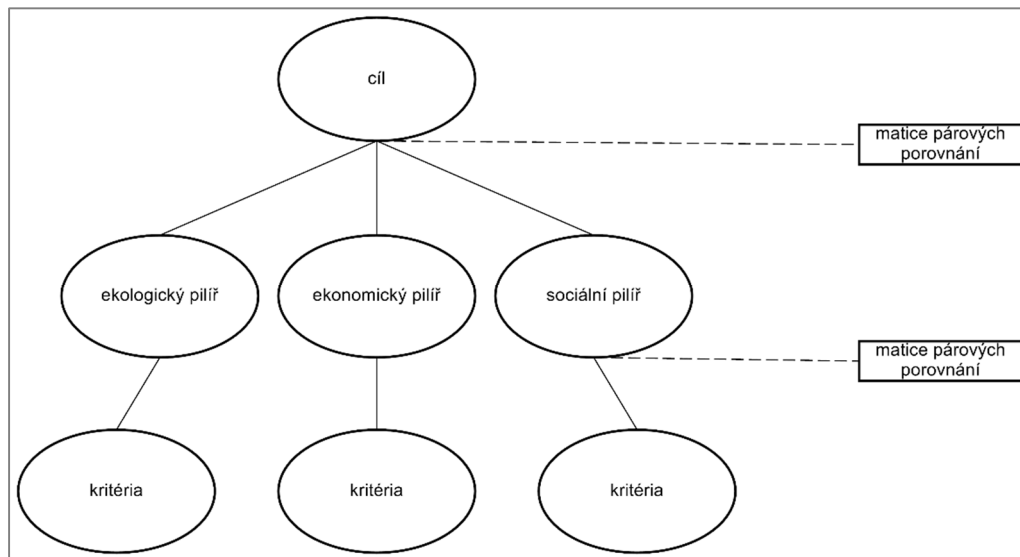 cíl
matice párových
porovnání
ekologický pilíř
ekonomický pilíř
sociální pilíř
matice párových
porovnání
kritéria
kritéria
kritéria